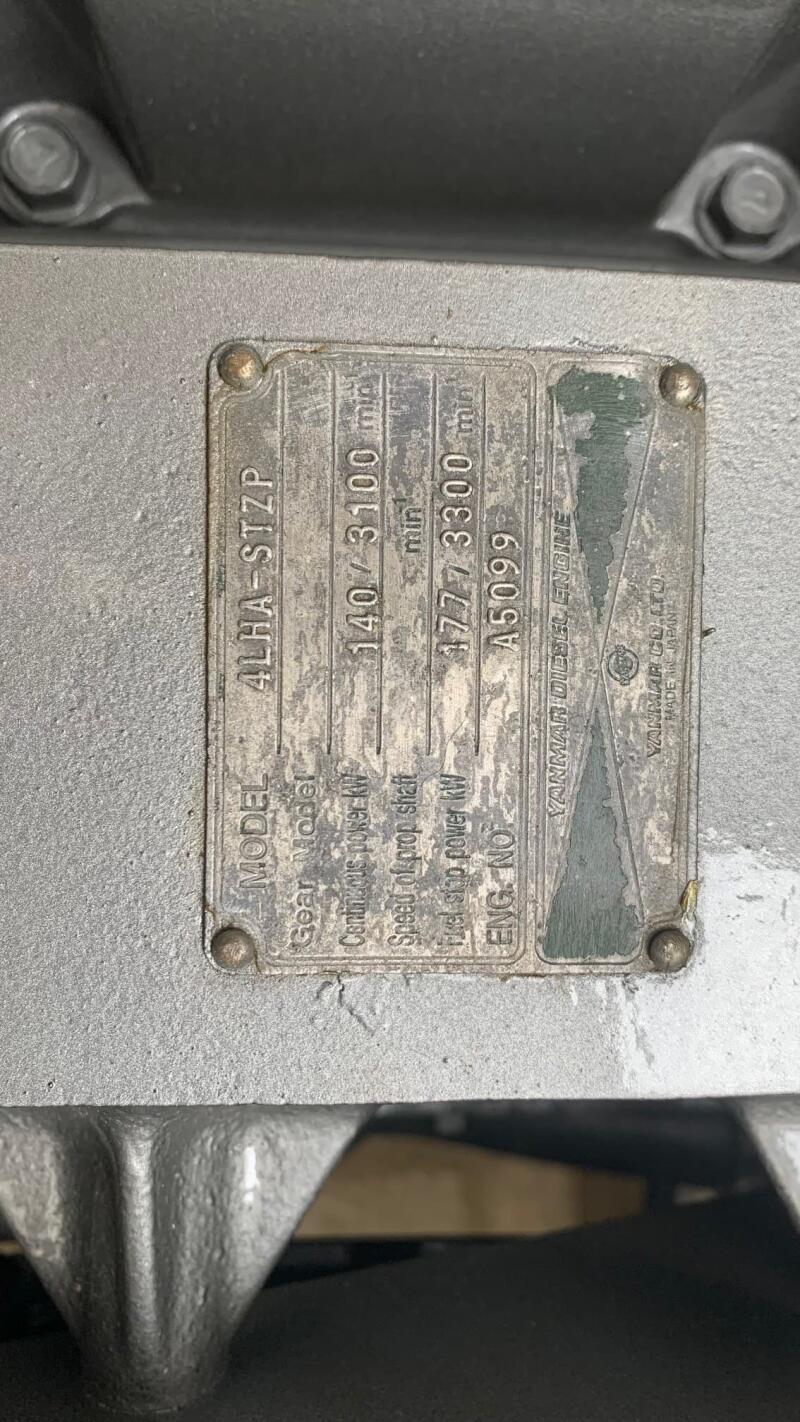 MODEL 4LHA-STZP
Gear Model
Continuous power kW 140 / 3100 min⁻¹
Speed of prop. shaft min⁻¹
Fuel stop power kW 177 / 3300 min⁻¹
ENG. NO. A5099
YANMAR DIESEL ENGINE
YANMAR CO.,LTD.
MADE IN JAPAN